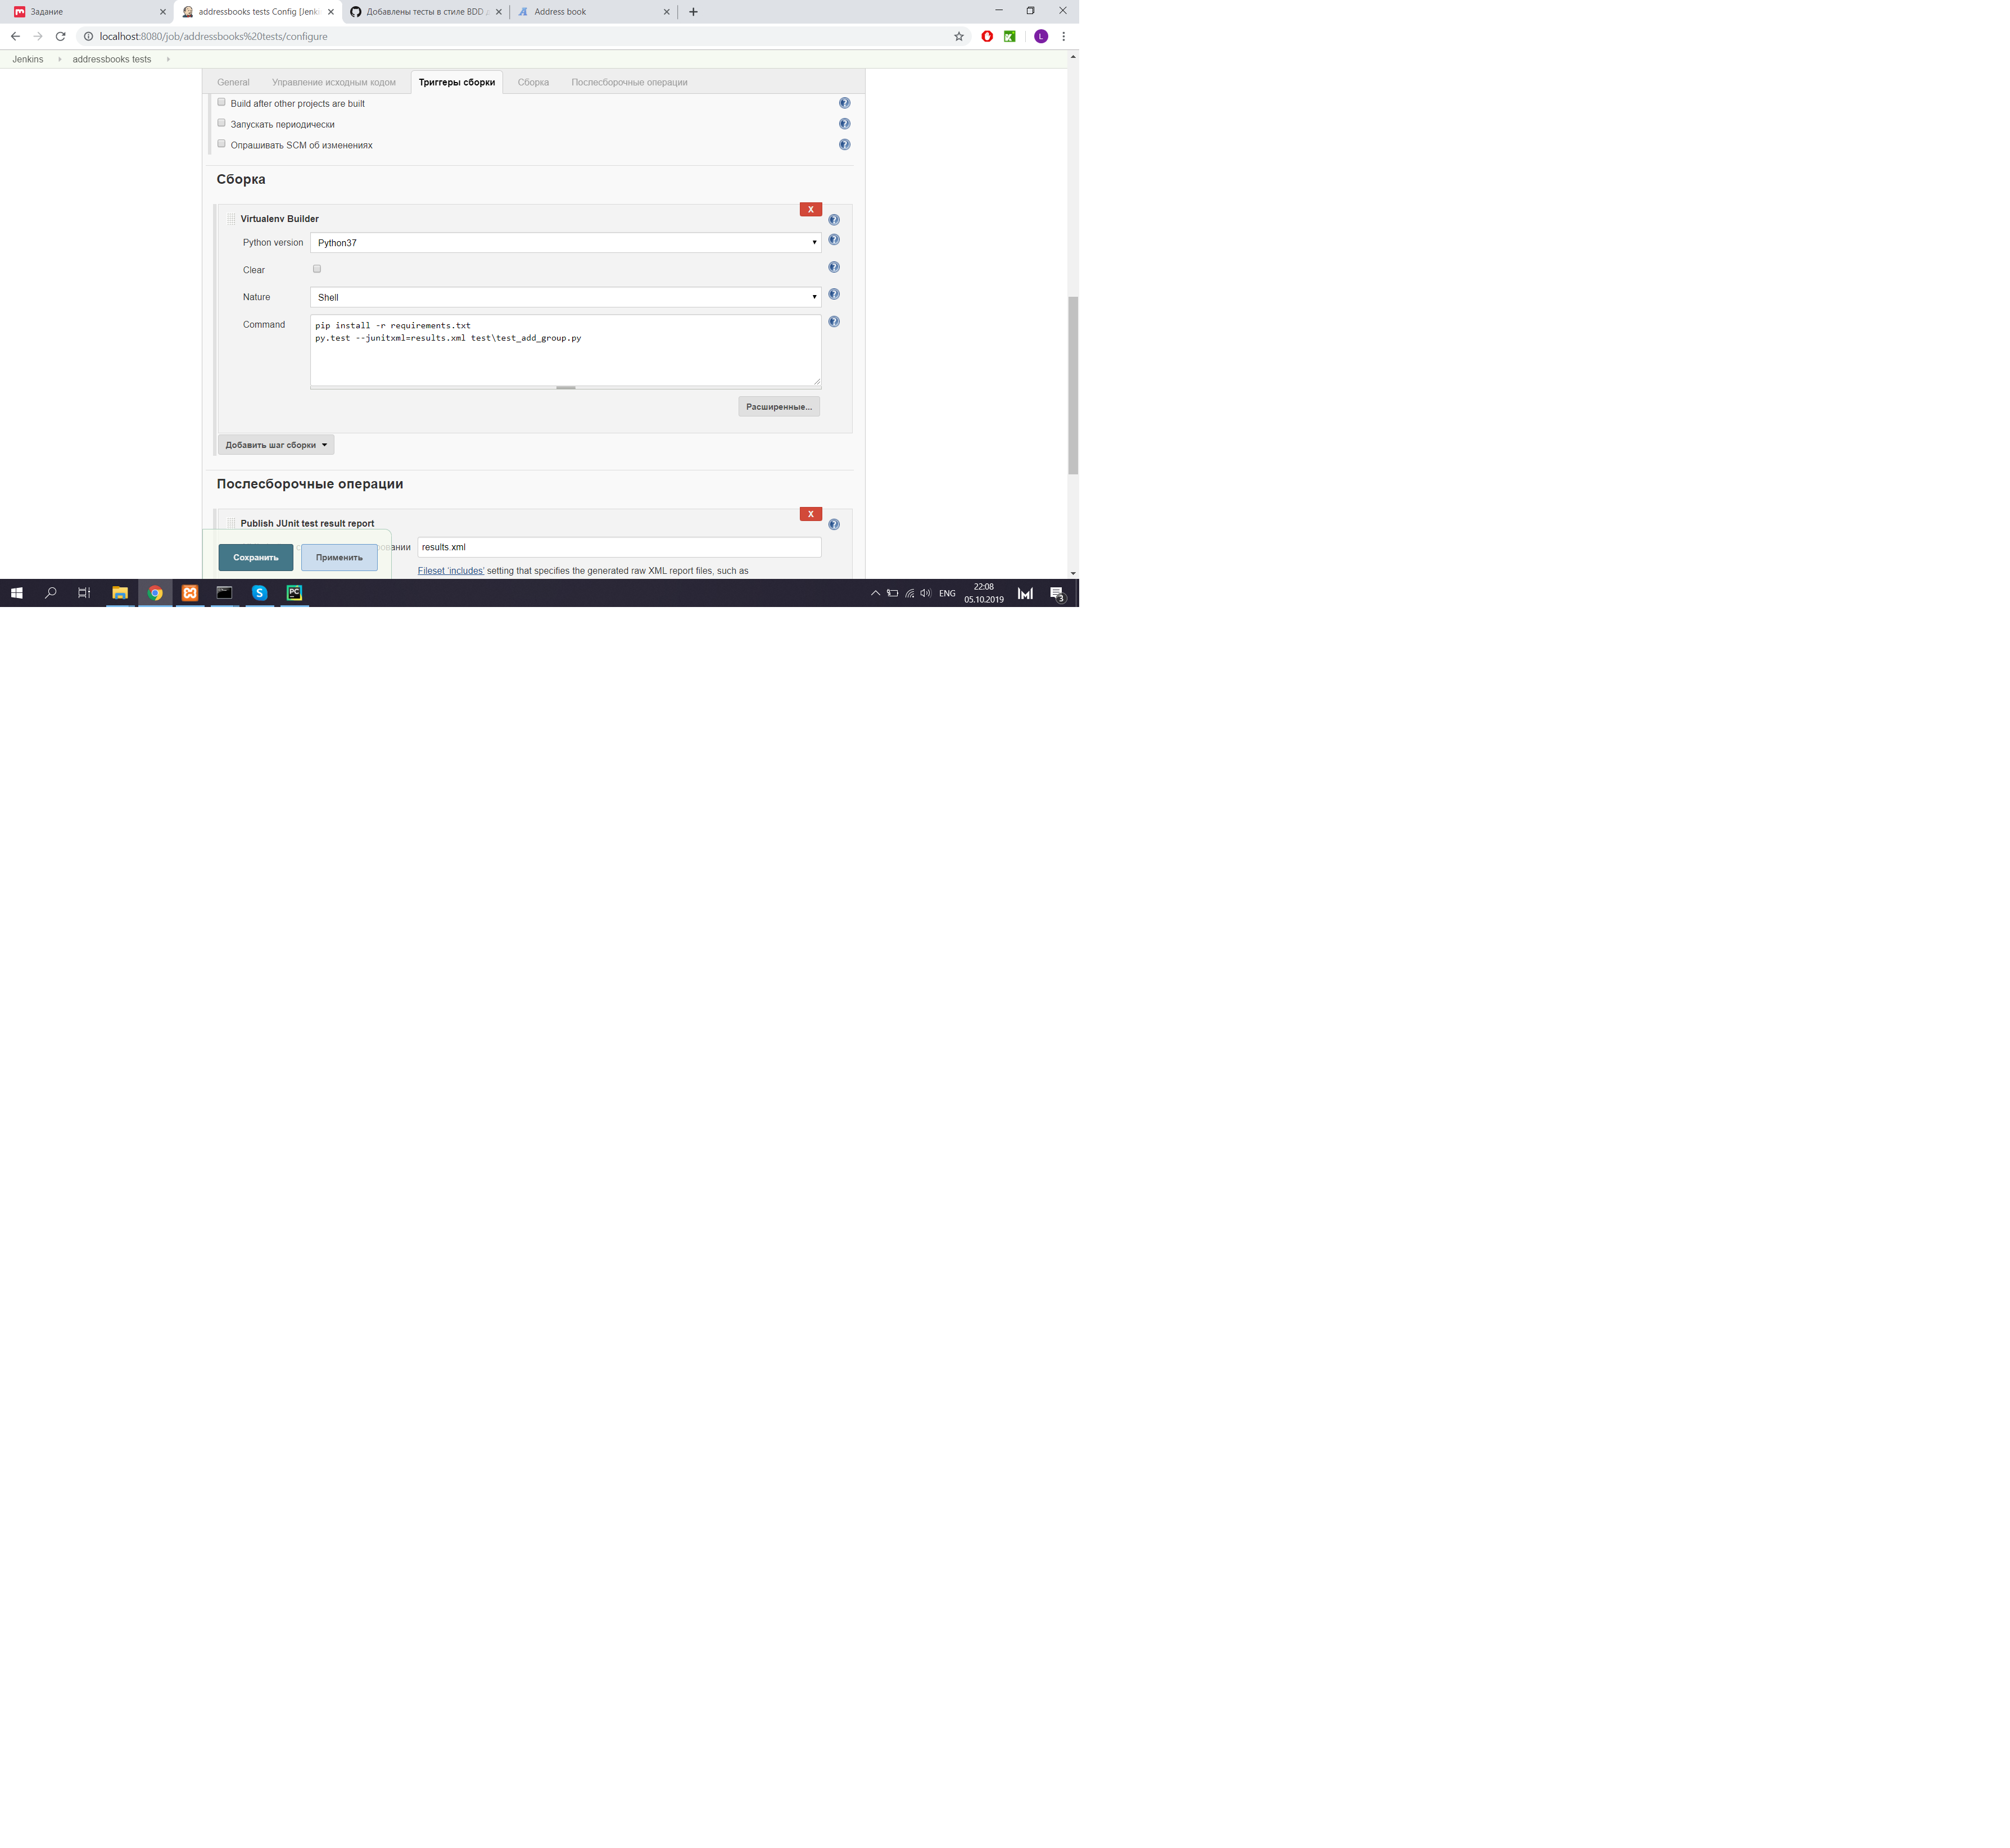 Задание
addressbooks tests Config [Jenki
Добавлены тесты в стиле BDD д
Address book
localhost:8080/job/addressbooks%20tests/configure
L
Jenkins
addressbooks tests
General
Управление исходным кодом
Триггеры сборки
Сборка
Послесборочные операции
Build after other projects are built
Запускать периодически
Опрашивать SCM об изменениях
Сборка
X
Virtualenv Builder
Python version
Python37
Clear
Nature
Shell
Command
pip install -r requirements.txt
py.test --junitxml=results.xml test\test_add_group.py
Расширенные...
Добавить шаг сборки
Послесборочные операции
X
Publish JUnit test result report
овании
results.xml
Fileset 'includes' setting that specifies the generated raw XML report files, such as
Сохранить
Применить
ENG
22:08
05.10.2019
3